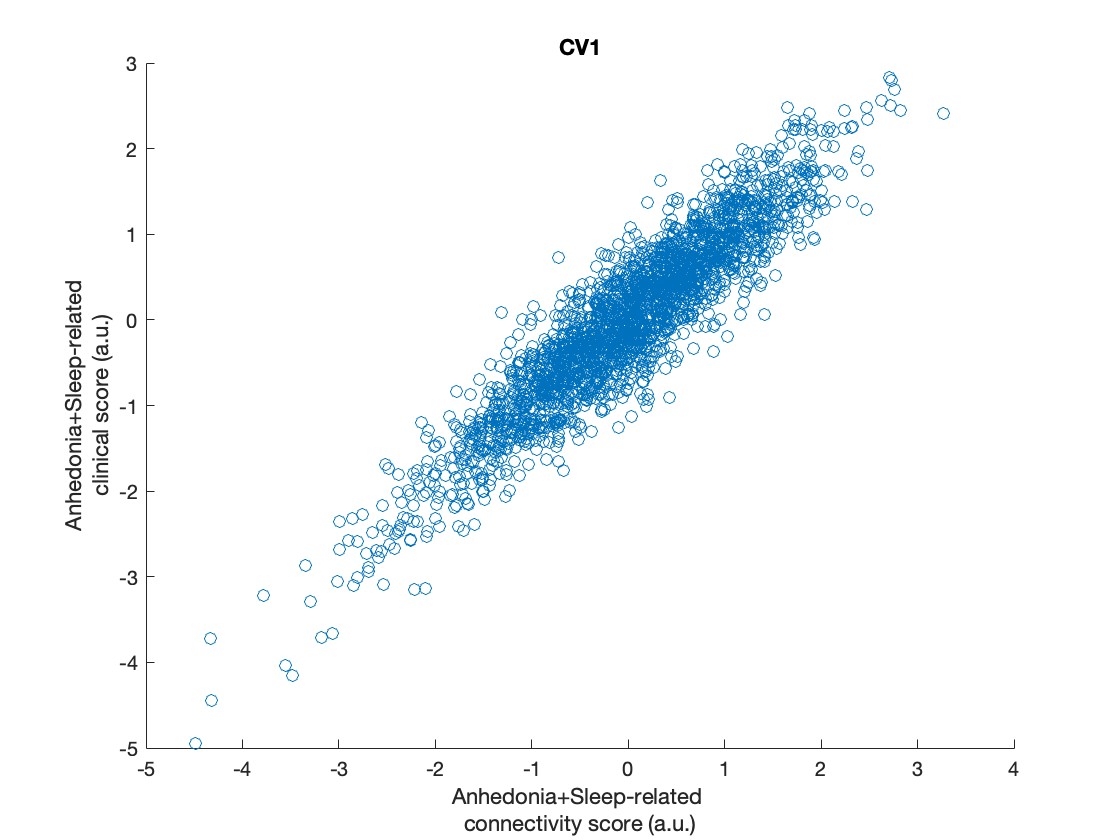 CV1
3
2
1
0
-1
-2
-3
-4
-5
Anhedonia+Sleep-related
clinical score (a.u.)
-5 -4 -3 -2 -1 0 1 2 3 4
Anhedonia+Sleep-related
connectivity score (a.u.)